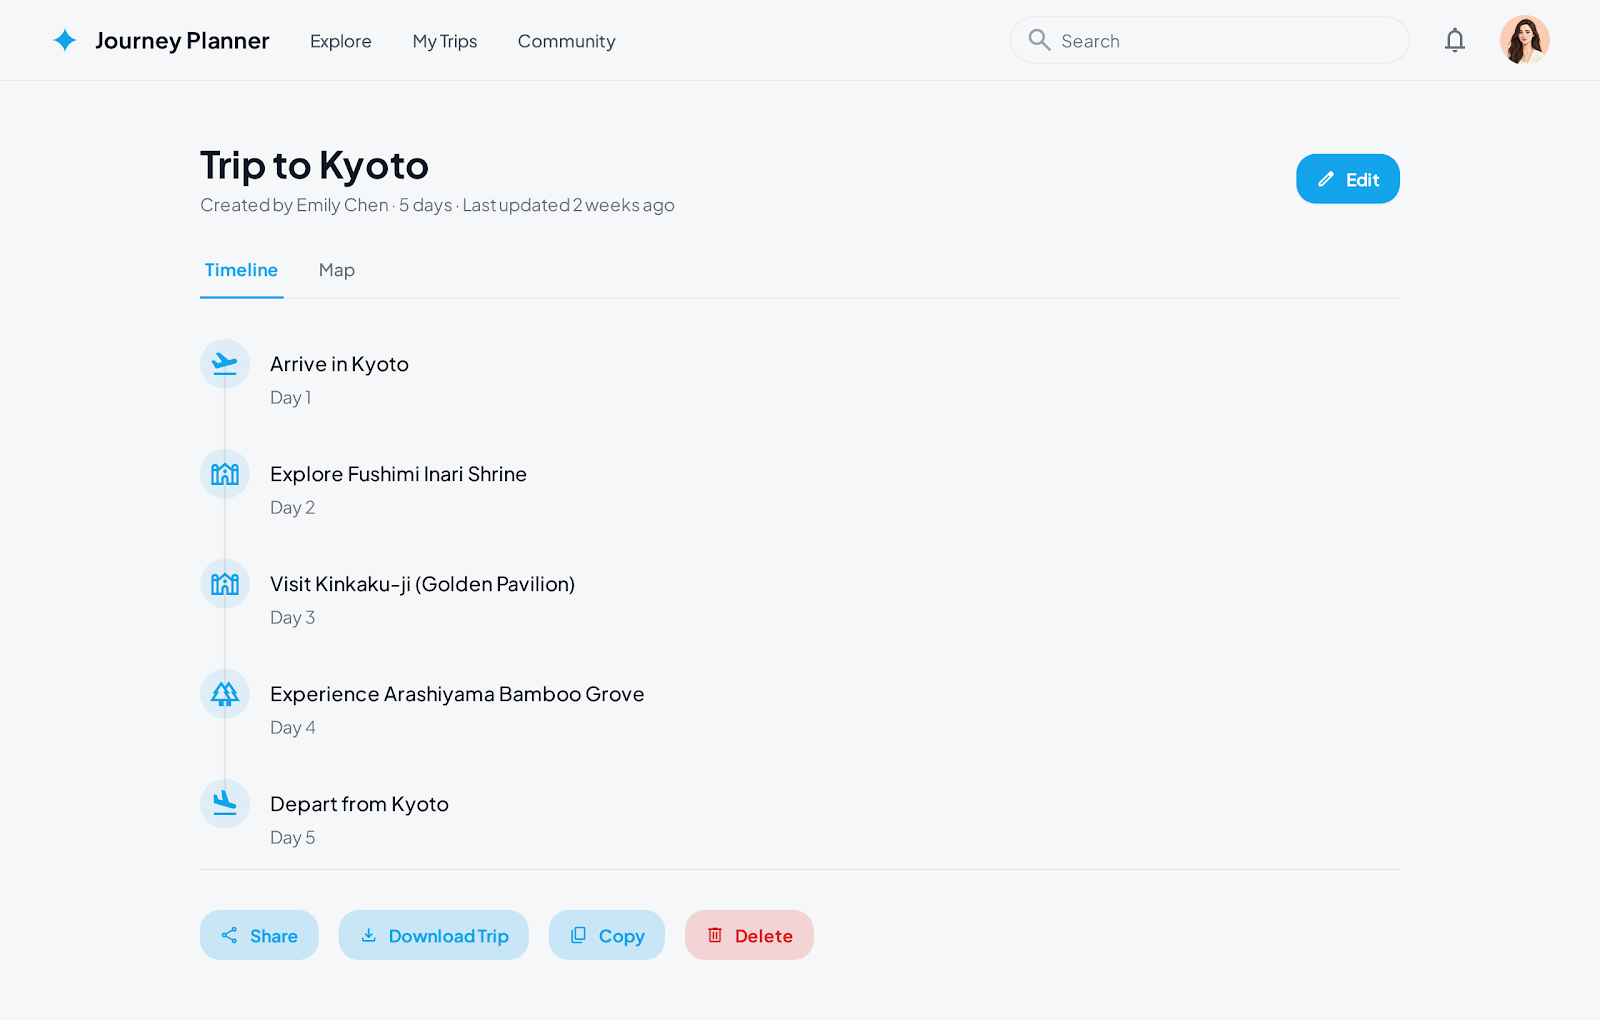 Journey Planner
Explore
My Trips
Community
Search
Trip to Kyoto
Created by Emily Chen · 5 days · Last updated 2 weeks ago
Edit
Timeline
Map
Arrive in Kyoto
Day 1
Explore Fushimi Inari Shrine
Day 2
Visit Kinkaku-ji (Golden Pavilion)
Day 3
Experience Arashiyama Bamboo Grove
Day 4
Depart from Kyoto
Day 5
Share
Download Trip
Copy
Delete